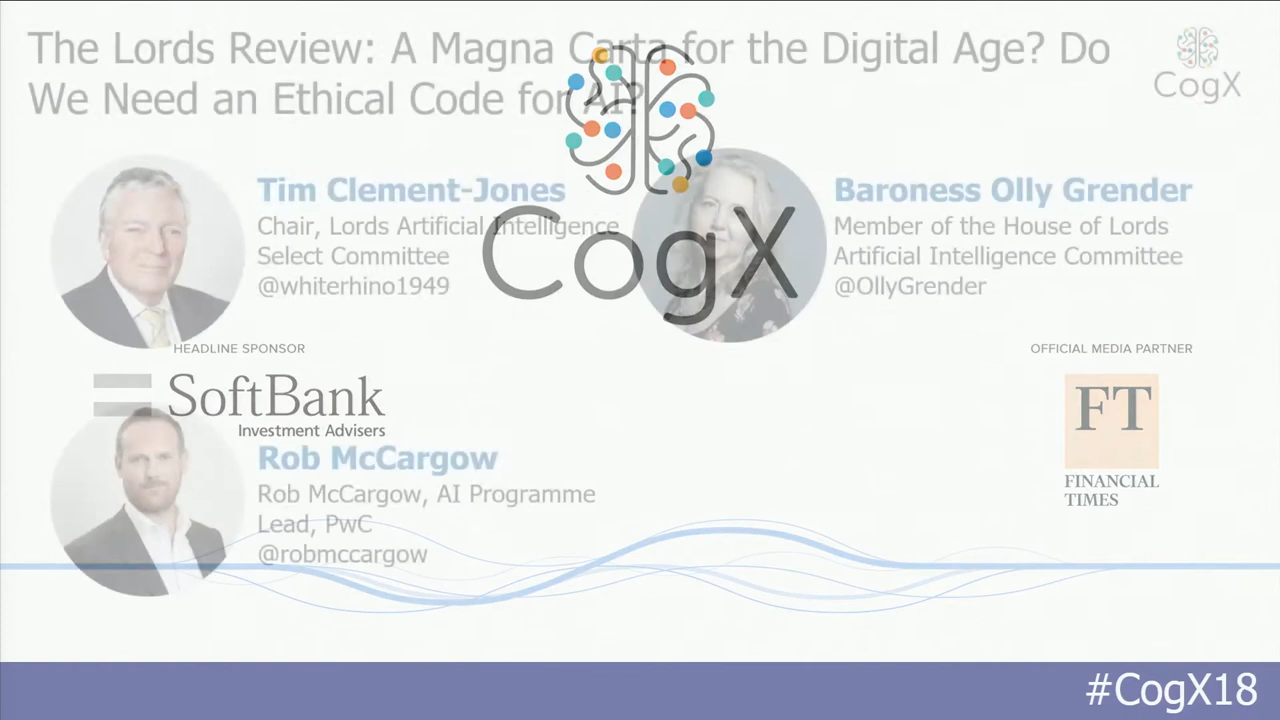 The Lords Review: A Magna Carta for the Digital Age? Do
We Need an Ethical Code for AI?
CogX
Tim Clement-Jones
Chair, Lords Artificial Intelligence
Select Committee
@whiterhino1949
Baroness Olly Grender
Member of the House of Lords
Artificial Intelligence Committee
@OllyGrender
CogX
HEADLINE SPONSOR
SoftBank
Investment Advisers
OFFICIAL MEDIA PARTNER
FT
FINANCIAL
TIMES
Rob McCargow
Rob McCargow, AI Programme
Lead, PwC
@robmccargow
#CogX18